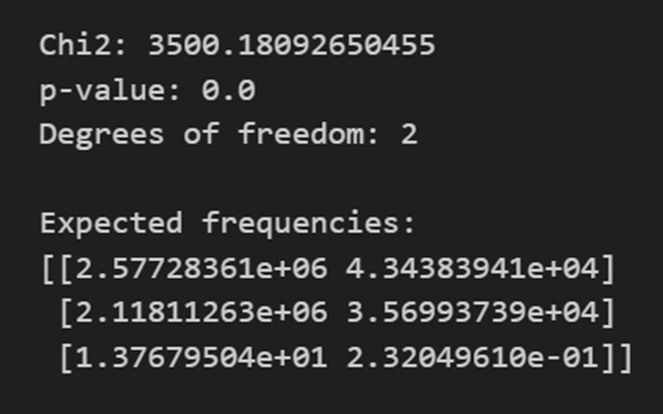 Chi2: 3500.18092650455
p-value: 0.0
Degrees of freedom: 2
Expected frequencies:
[[2.57728361e+06 4.34383941e+04]
[2.11811263e+06 3.56993739e+04]
[1.37679504e+01 2.32049610e-01]]